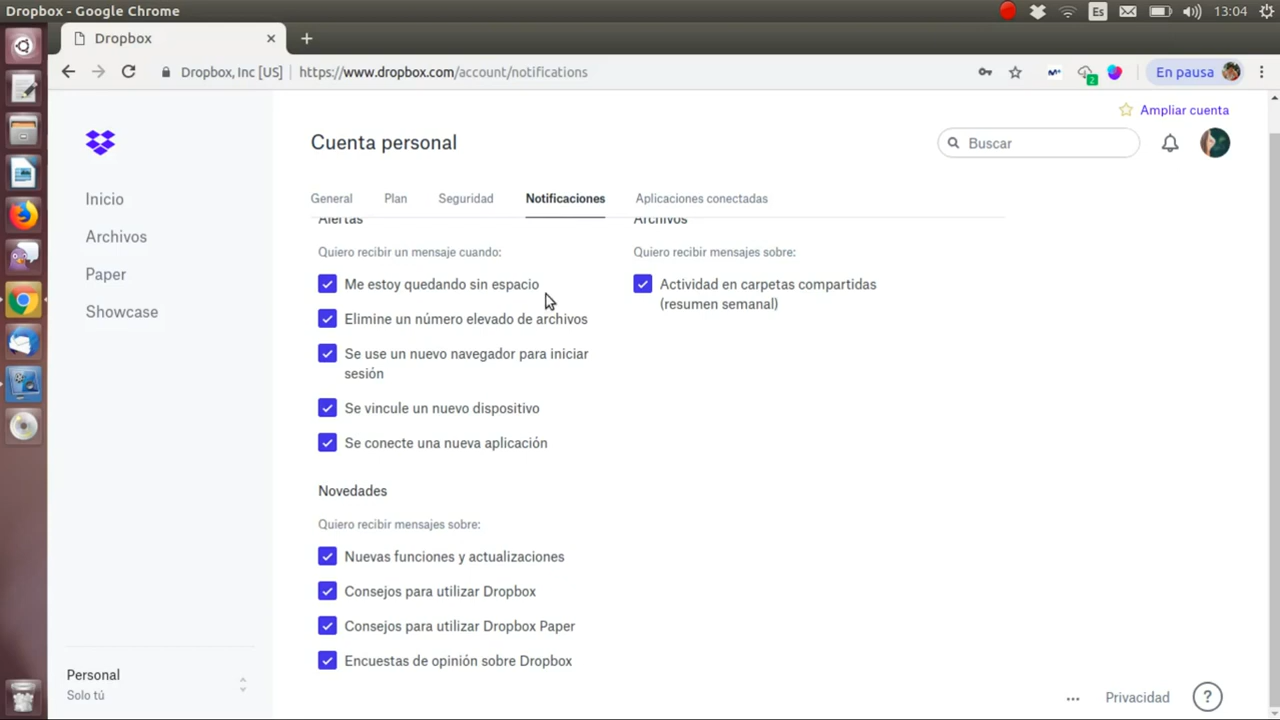 Dropbox - Google Chrome
Es
13:04
Dropbox
Dropbox, Inc [US]
https://www.dropbox.com/account/notifications
2
En pausa
Ampliar cuenta
Cuenta personal
Buscar
Inicio
Archivos
Paper
Showcase
General
Plan
Seguridad
Notificaciones
Aplicaciones conectadas
Alertas
Quiero recibir un mensaje cuando:
Me estoy quedando sin espacio
Elimine un número elevado de archivos
Se use un nuevo navegador para iniciar
sesión
Se vincule un nuevo dispositivo
Se conecte una nueva aplicación
Archivos
Quiero recibir mensajes sobre:
Actividad en carpetas compartidas
(resumen semanal)
Novedades
Quiero recibir mensajes sobre:
Nuevas funciones y actualizaciones
Consejos para utilizar Dropbox
Consejos para utilizar Dropbox Paper
Encuestas de opinión sobre Dropbox
Personal
Solo tú
... Privacidad
?